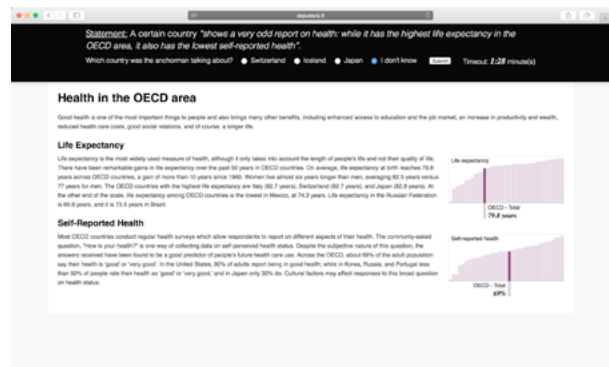 Statement: A certain country "shows a very odd report on health: while it has the highest life expectancy in the
OECD area, it also has the lowest self-reported health".
Which country was the anchorman talking about? Switzerland Iceland Japan I don't know Submit Timeout: 1:28 minute(s)
Health in the OECD area
Good health is one of the most important things to people and also brings many other benefits, including enhanced access to education and the job market, an increase in productivity and wealth,
reduced health care costs, good social relations, and of course, a longer life.
Life Expectancy
Life expectancy is the most widely used measure of health, although it only takes into account the length of people's life and not their quality of life.
There have been remarkable gains in life expectancy over the past 50 years in OECD countries. On average, life expectancy at birth reaches 79.8
years across OECD countries, a gain of more than 10 years since 1960. Women live almost six years longer than men, averaging 82.5 years versus
77 years for men. The OECD countries with the highest life expectancy are Italy (82.7 years), Switzerland (82.7 years), and Japan (82.8 years). At
the other end of the scale, life expectancy among OECD countries is the lowest in Mexico, at 74.2 years. Life expectancy in the Russian Federation
is 69.8 years, and it is 73.5 years in Brazil.
Life expectancy
OECD - Total
79.8 years
Self-Reported Health
Most OECD countries conduct regular health surveys which allow respondents to report on different aspects of their health. The commonly-asked
question, "How is your health?" is one way of collecting data on self-perceived health status. Despite the subjective nature of this question, the
answers received have been found to be a good predictor of people's future health care use. Across the OECD, about 69% of the adult population
say their health is 'good' or 'very good'. In the United States, 90% of adults report being in good health; while in Korea, Russia, and Portugal less
than 50% of people rate their health as 'good' or 'very good,' and in Japan only 30% do. Cultural factors may affect responses to this broad question
on health status.
Self-reported health
OECD - Total
69%